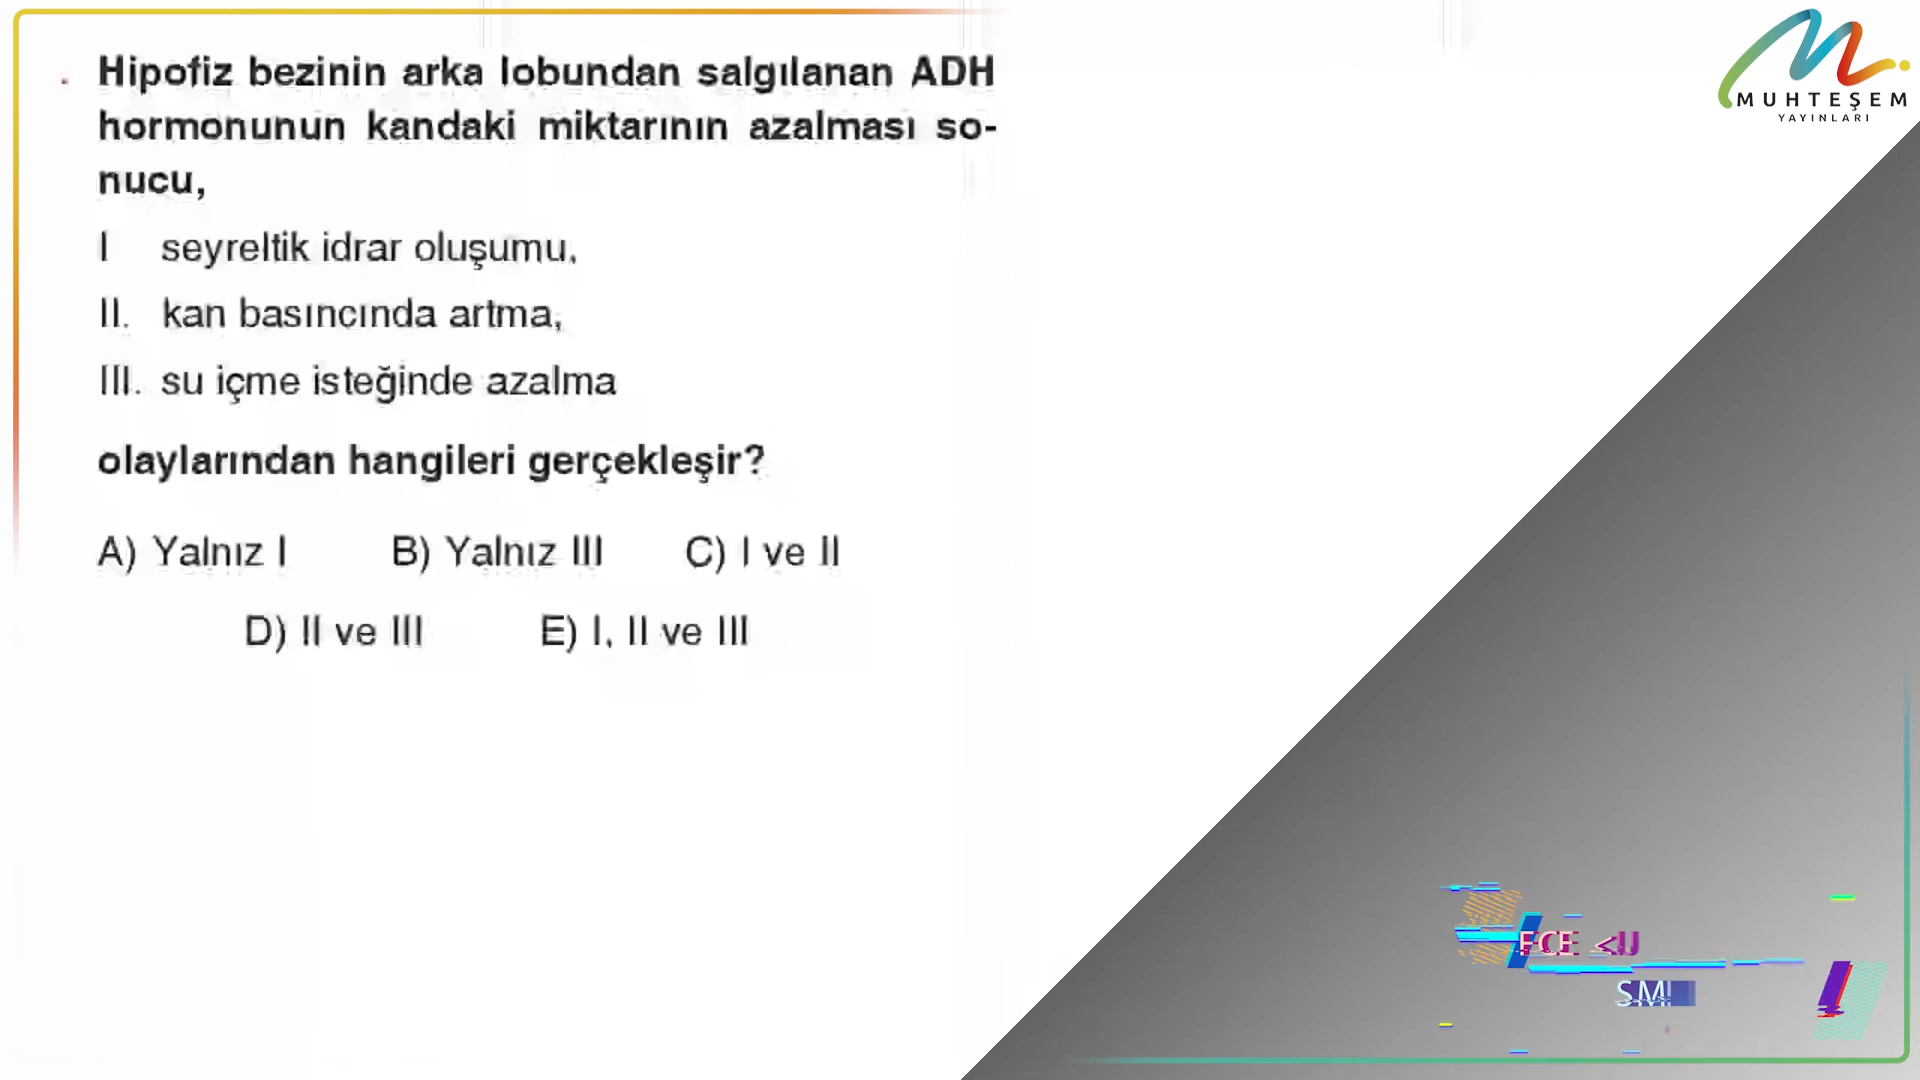 Hipofiz bezinin arka lobundan salgılanan ADH
hormonunun kandaki miktarının azalması so-
nucu,
I seyreltik idrar oluşumu,
II. kan basıncında artma,
III. su içme isteğinde azalma
olaylarından hangileri gerçekleşir?
A) Yalnız I B) Yalnız III C) I ve II
D) II ve III E) I, II ve III
MUHTEŞEM
YAYINLARI